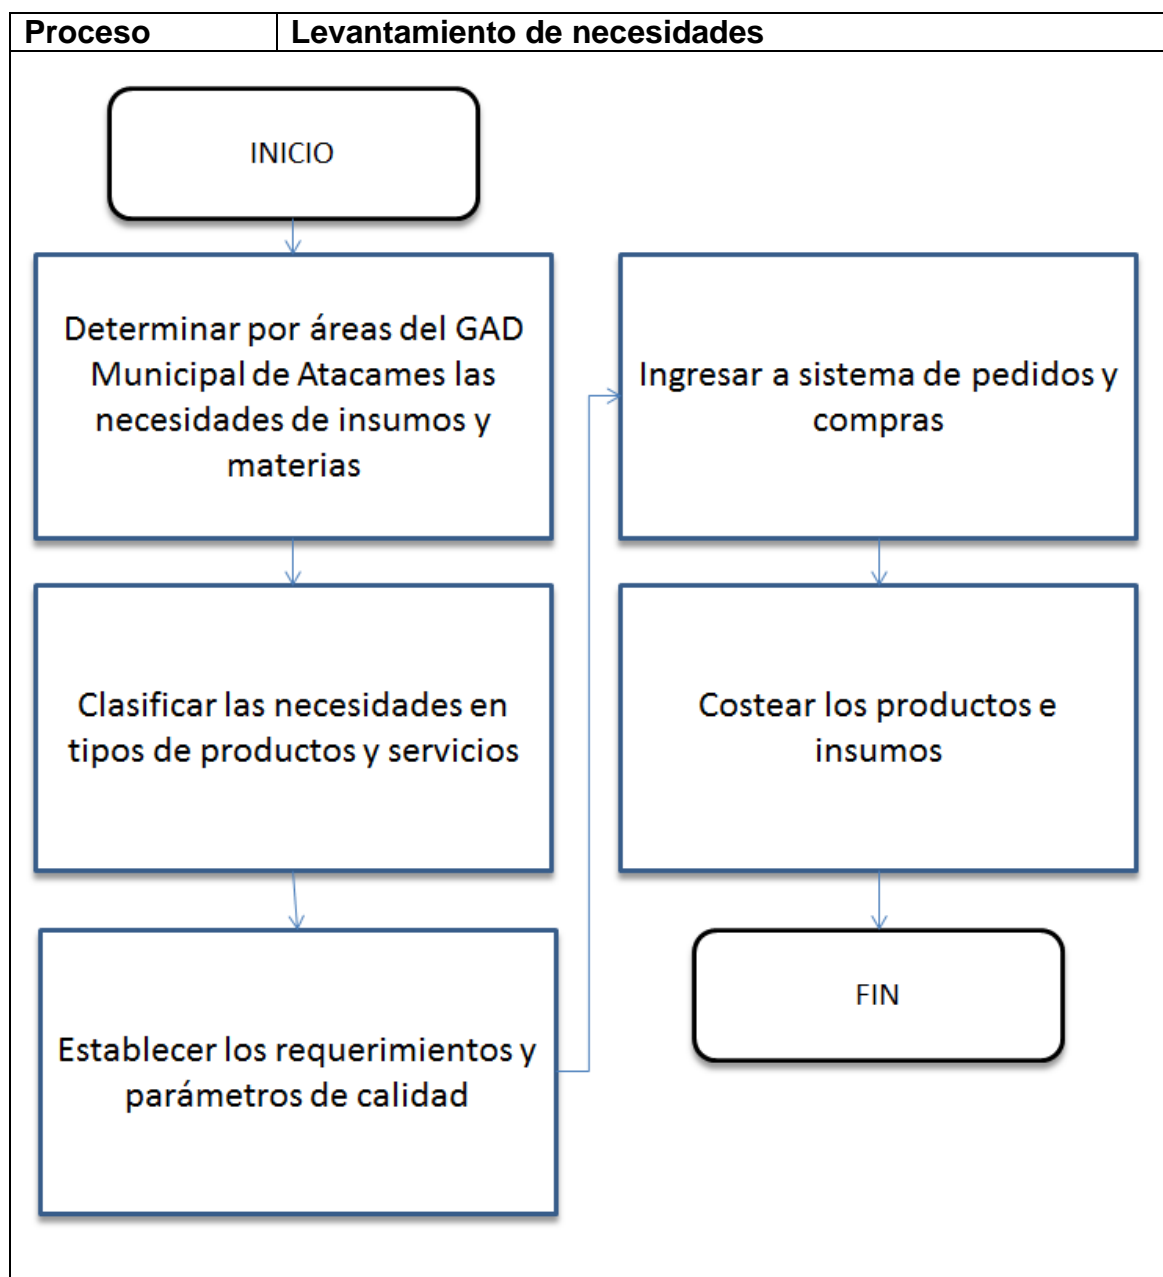 Proceso
Levantamiento de necesidades
INICIO
Determinar por áreas del GAD
Municipal de Atacames las
necesidades de insumos y
materias
Clasificar las necesidades en
tipos de productos y servicios
Establecer los requerimientos y
parámetros de calidad
Ingresar a sistema de pedidos y
compras
Costear los productos e
insumos
FIN